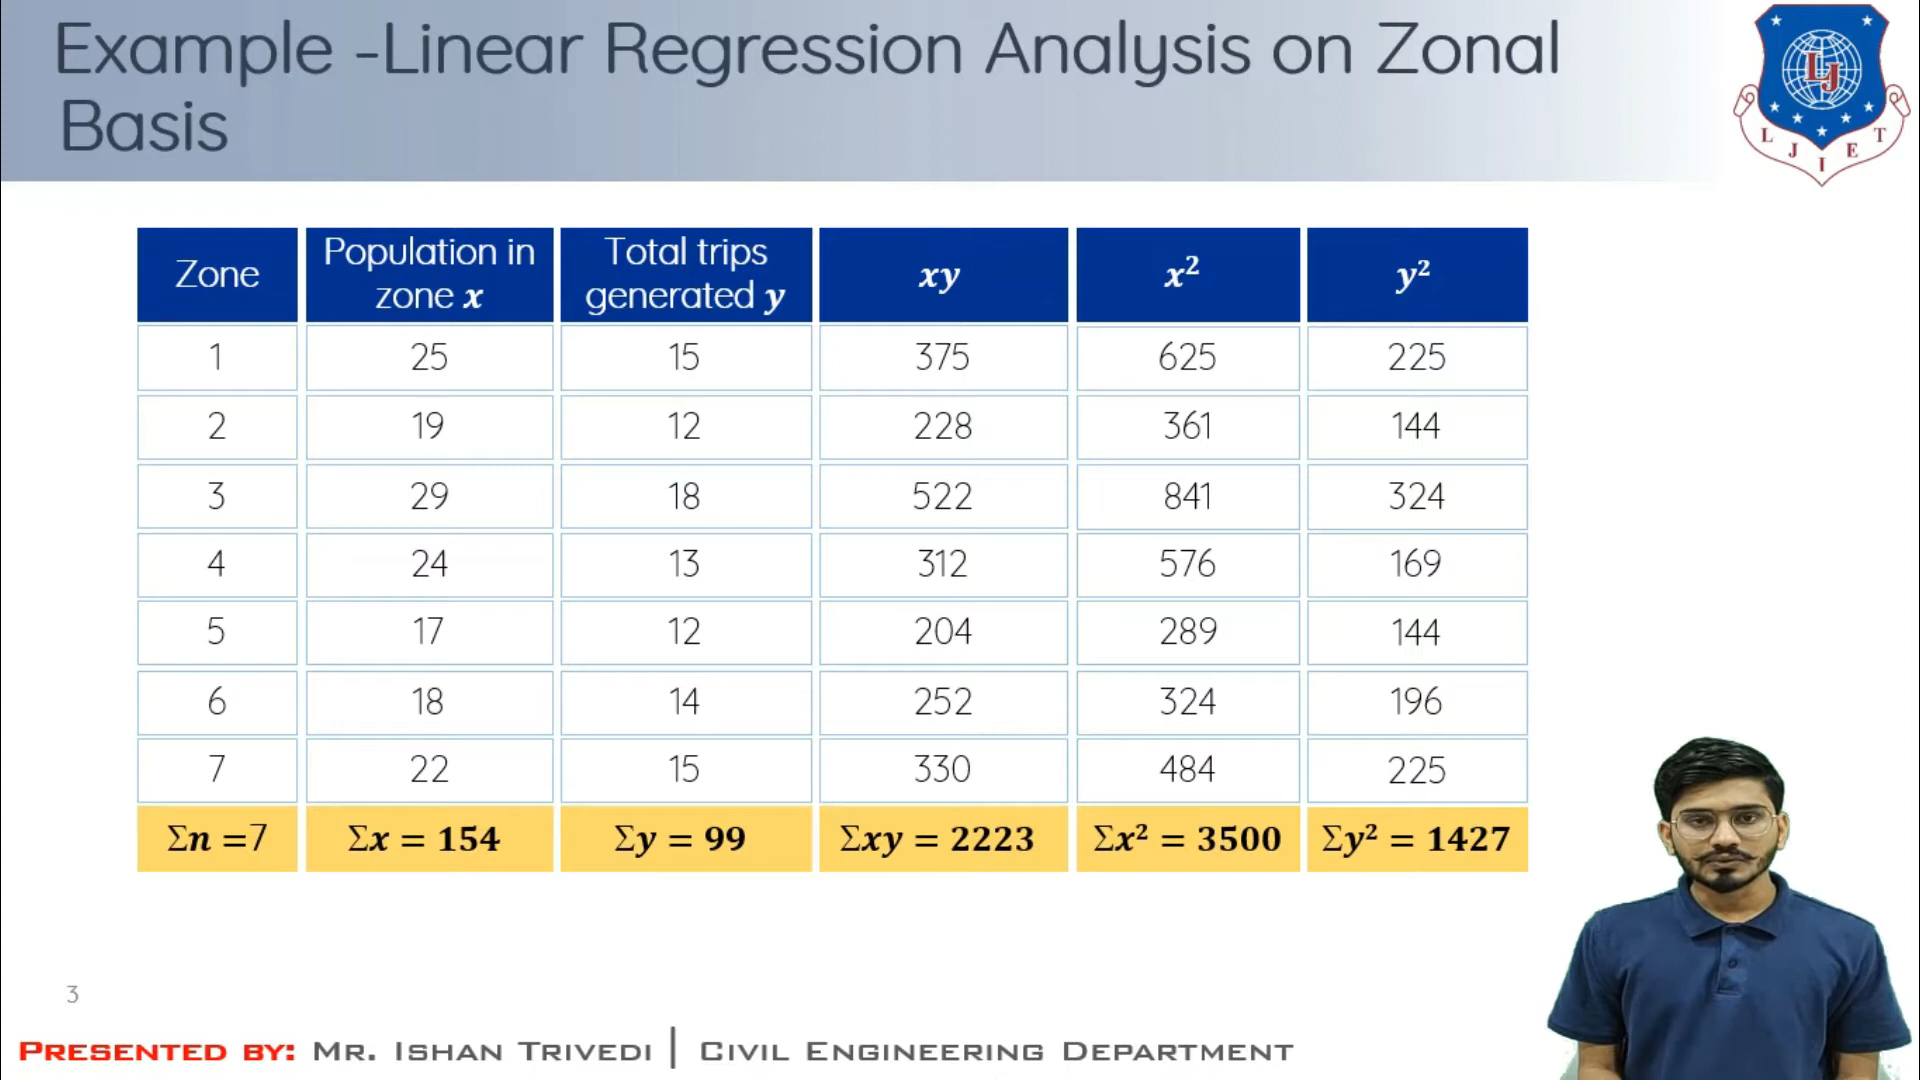 Example -Linear Regression Analysis on Zonal
Basis
LJ
L J I E T
Zone Population in zone x Total trips generated y xy x² y²
1 25 15 375 625 225
2 19 12 228 361 144
3 29 18 522 841 324
4 24 13 312 576 169
5 17 12 204 289 144
6 18 14 252 324 196
7 22 15 330 484 225
Σn =7 Σx = 154 Σy = 99 Σxy = 2223 Σx² = 3500 Σy² = 1427
3
PRESENTED BY: MR. ISHAN TRIVEDI | CIVIL ENGINEERING DEPARTMENT